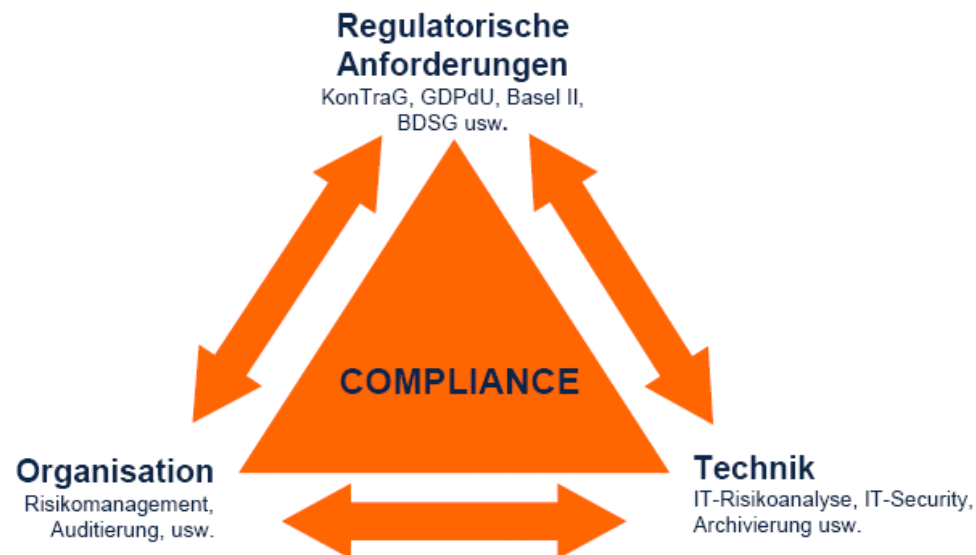 Regulatorische
Anforderungen
KonTraG, GDPdU, Basel II,
BDSG usw.
COMPLIANCE
Organisation
Risikomanagement,
Auditierung, usw.
Technik
IT-Risikoanalyse, IT-Security,
Archivierung usw.